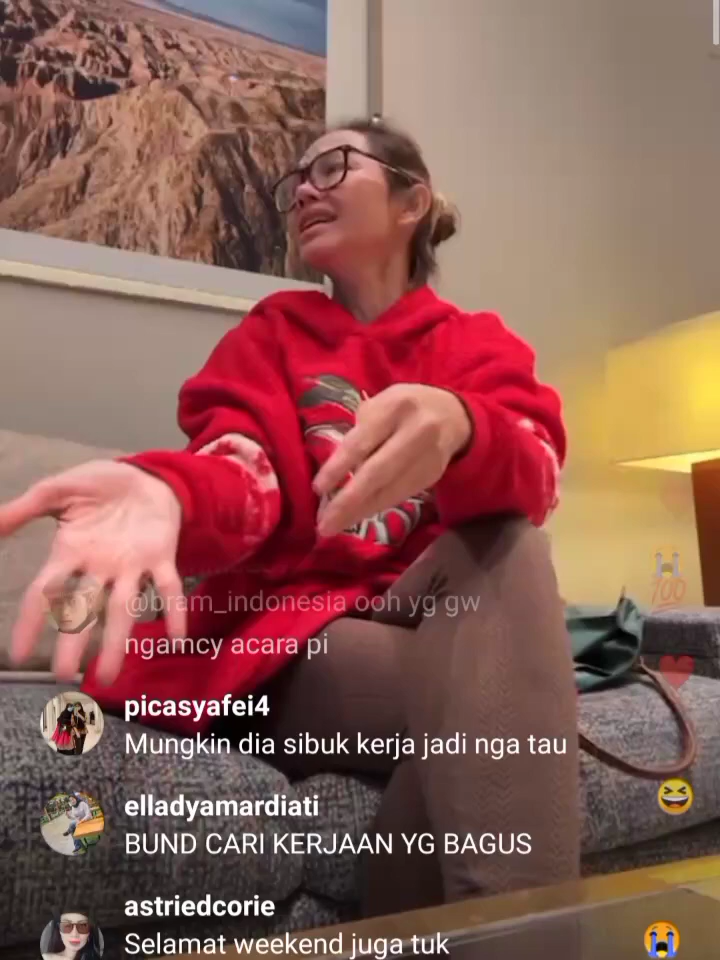 @bram_indonesia ooh yg gw
ngamcy acara pi
picasyafei4
Mungkin dia sibuk kerja jadi nga tau
elladyamardiati
BUND CARI KERJAAN YG BAGUS
astriedcorie
Selamat weekend juga tuk
100